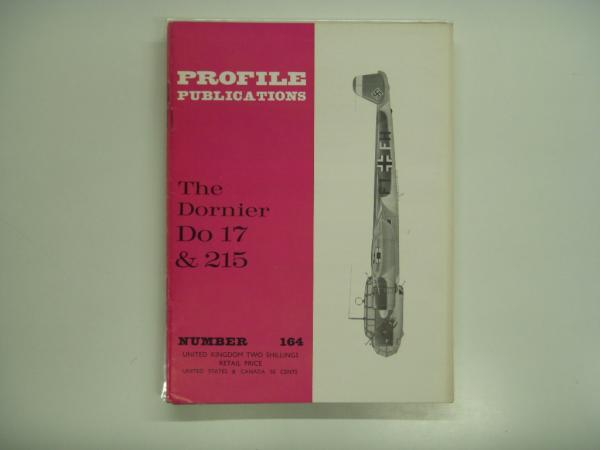 PROFILE
PUBLICATIONS
The
Dornier
Do 17
& 215
NUMBER 164
UNITED KINGDOM TWO SHILLINGS
RETAIL PRICE
UNITED STATES & CANADA 50 CENTS